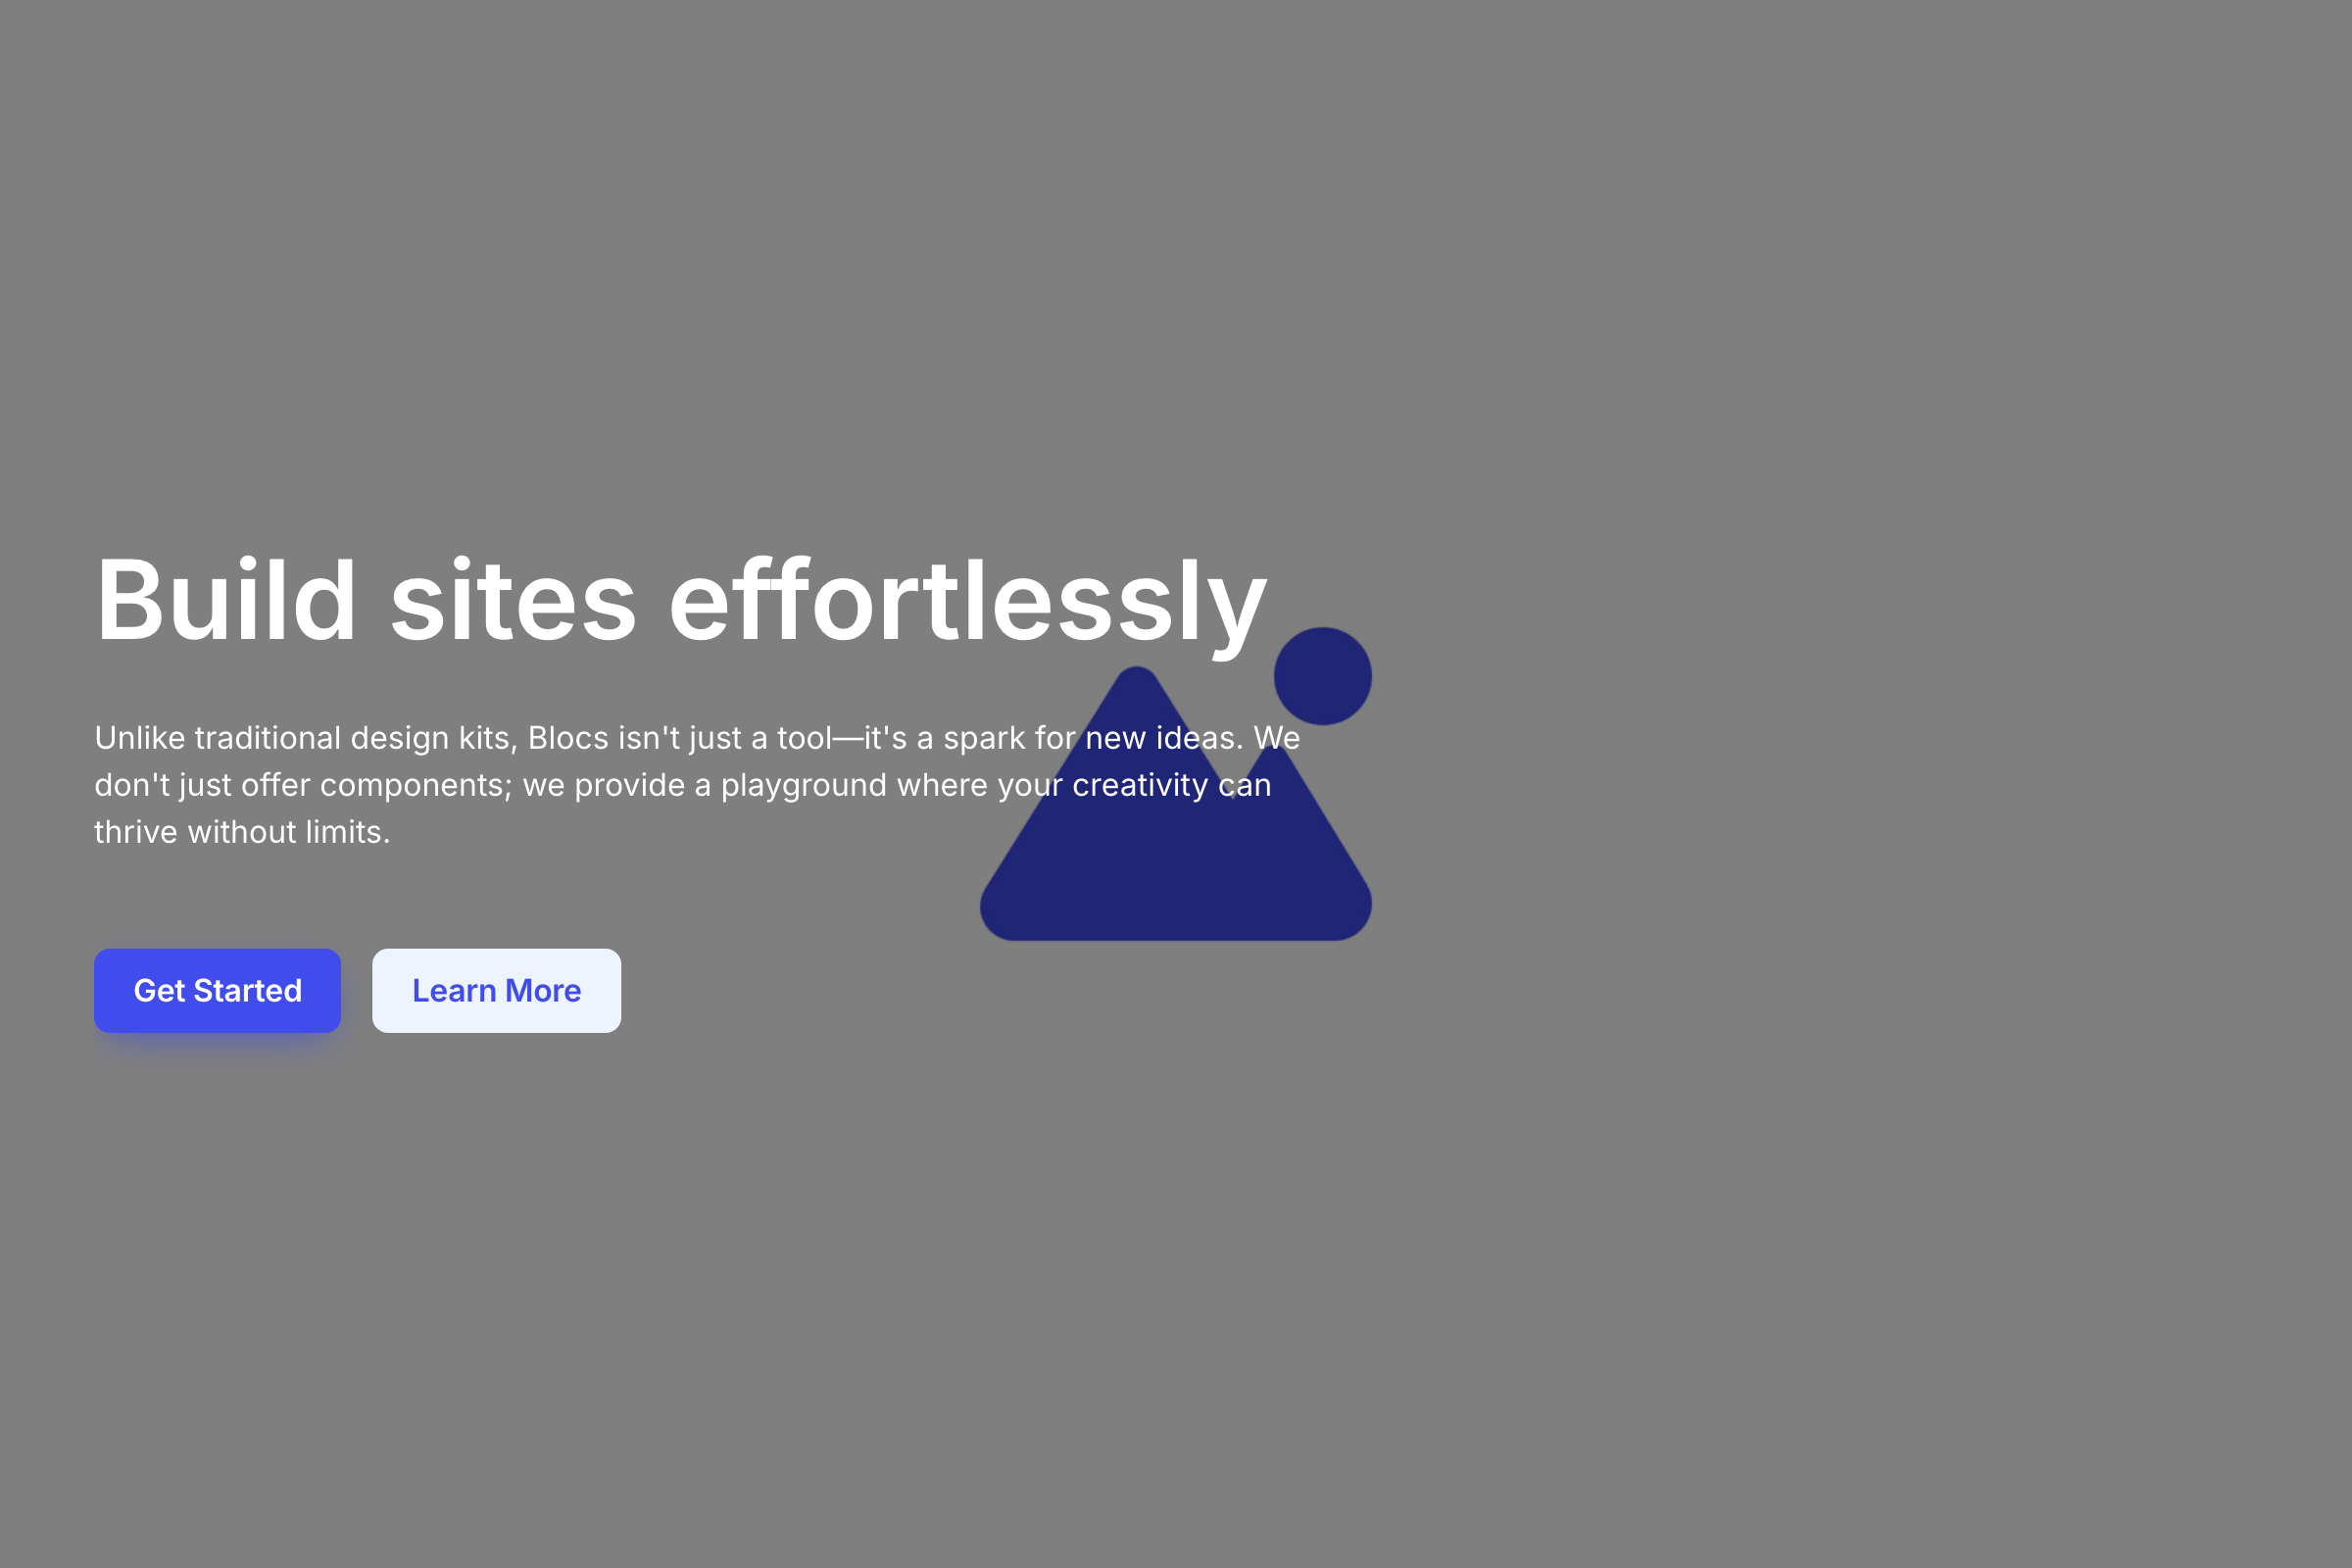 Build sites effortlessly
Unlike traditional design kits, Blocs isn't just a tool—it's a spark for new ideas. We
don't just offer components; we provide a playground where your creativity can
thrive without limits.
Get Started
Learn More